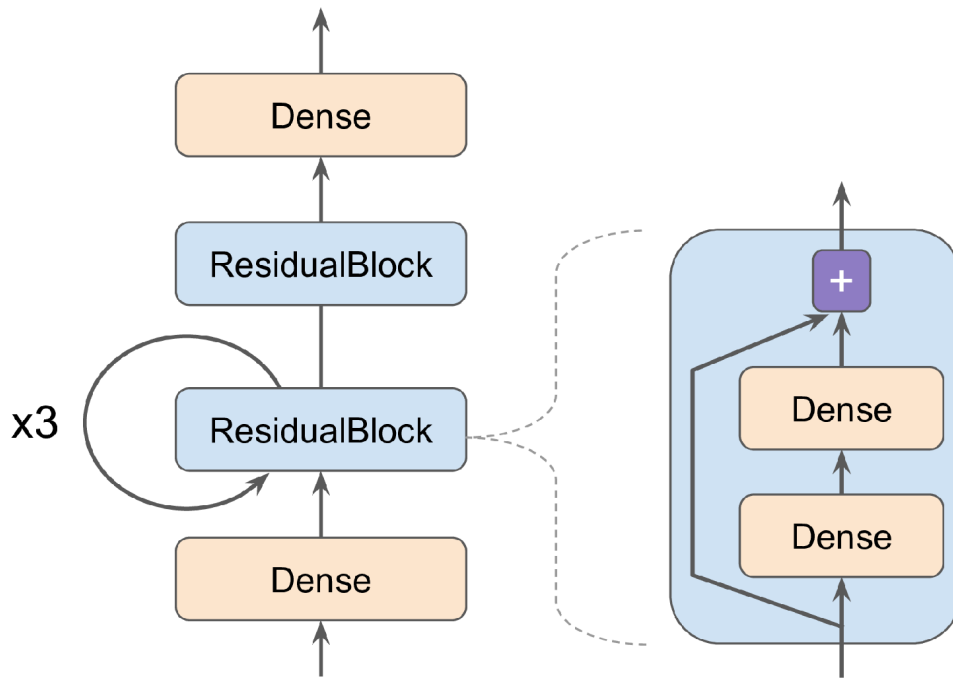 Dense
ResidualBlock
x3
ResidualBlock
Dense
+
Dense
Dense